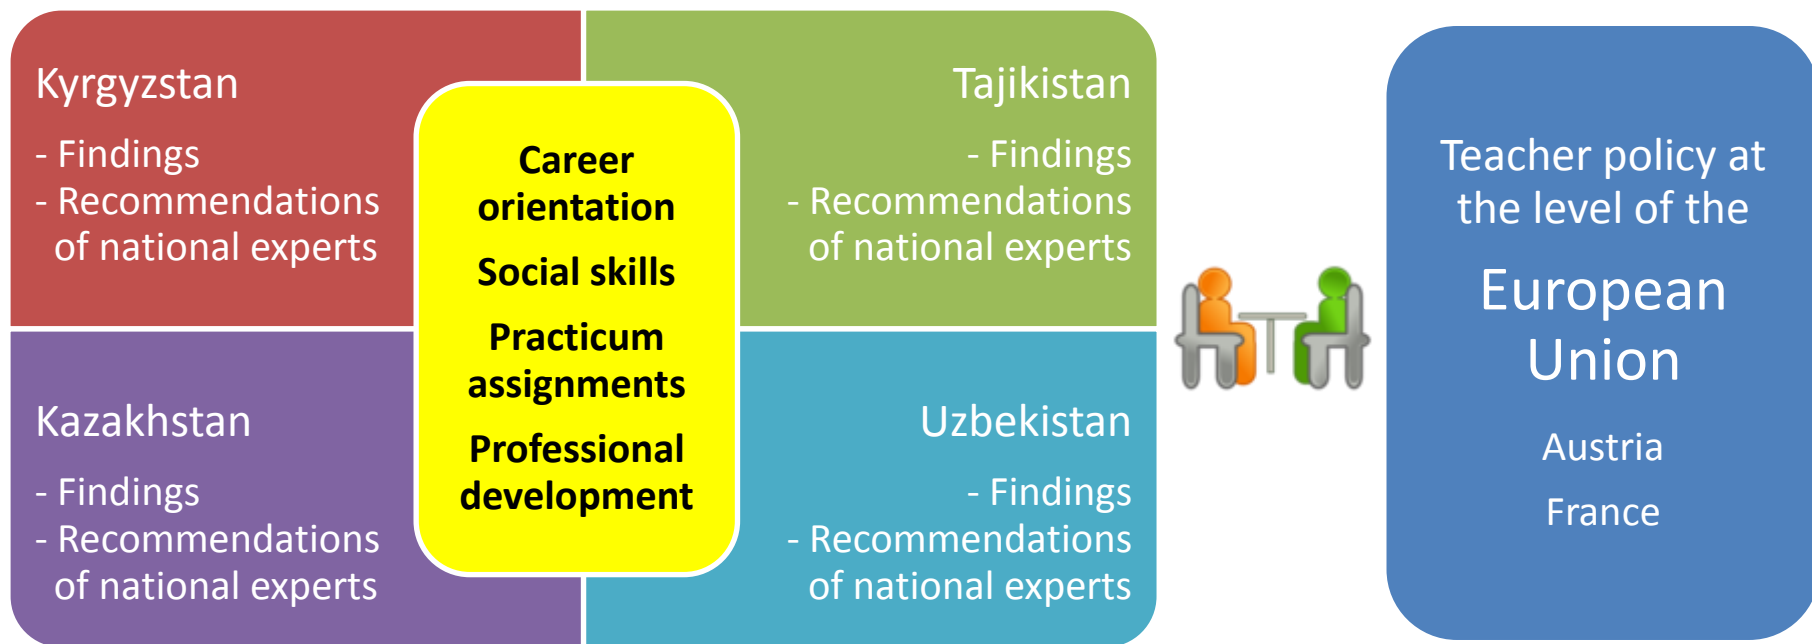 Kyrgyzstan
- Findings
- Recommendations
of national experts
Tajikistan
- Findings
- Recommendations
of national experts
Career
orientation
Social skills
Practicum
assignments
Professional
development
Kazakhstan
- Findings
- Recommendations
of national experts
Uzbekistan
- Findings
- Recommendations
of national experts
Teacher policy at
the level of the
European
Union
Austria
France